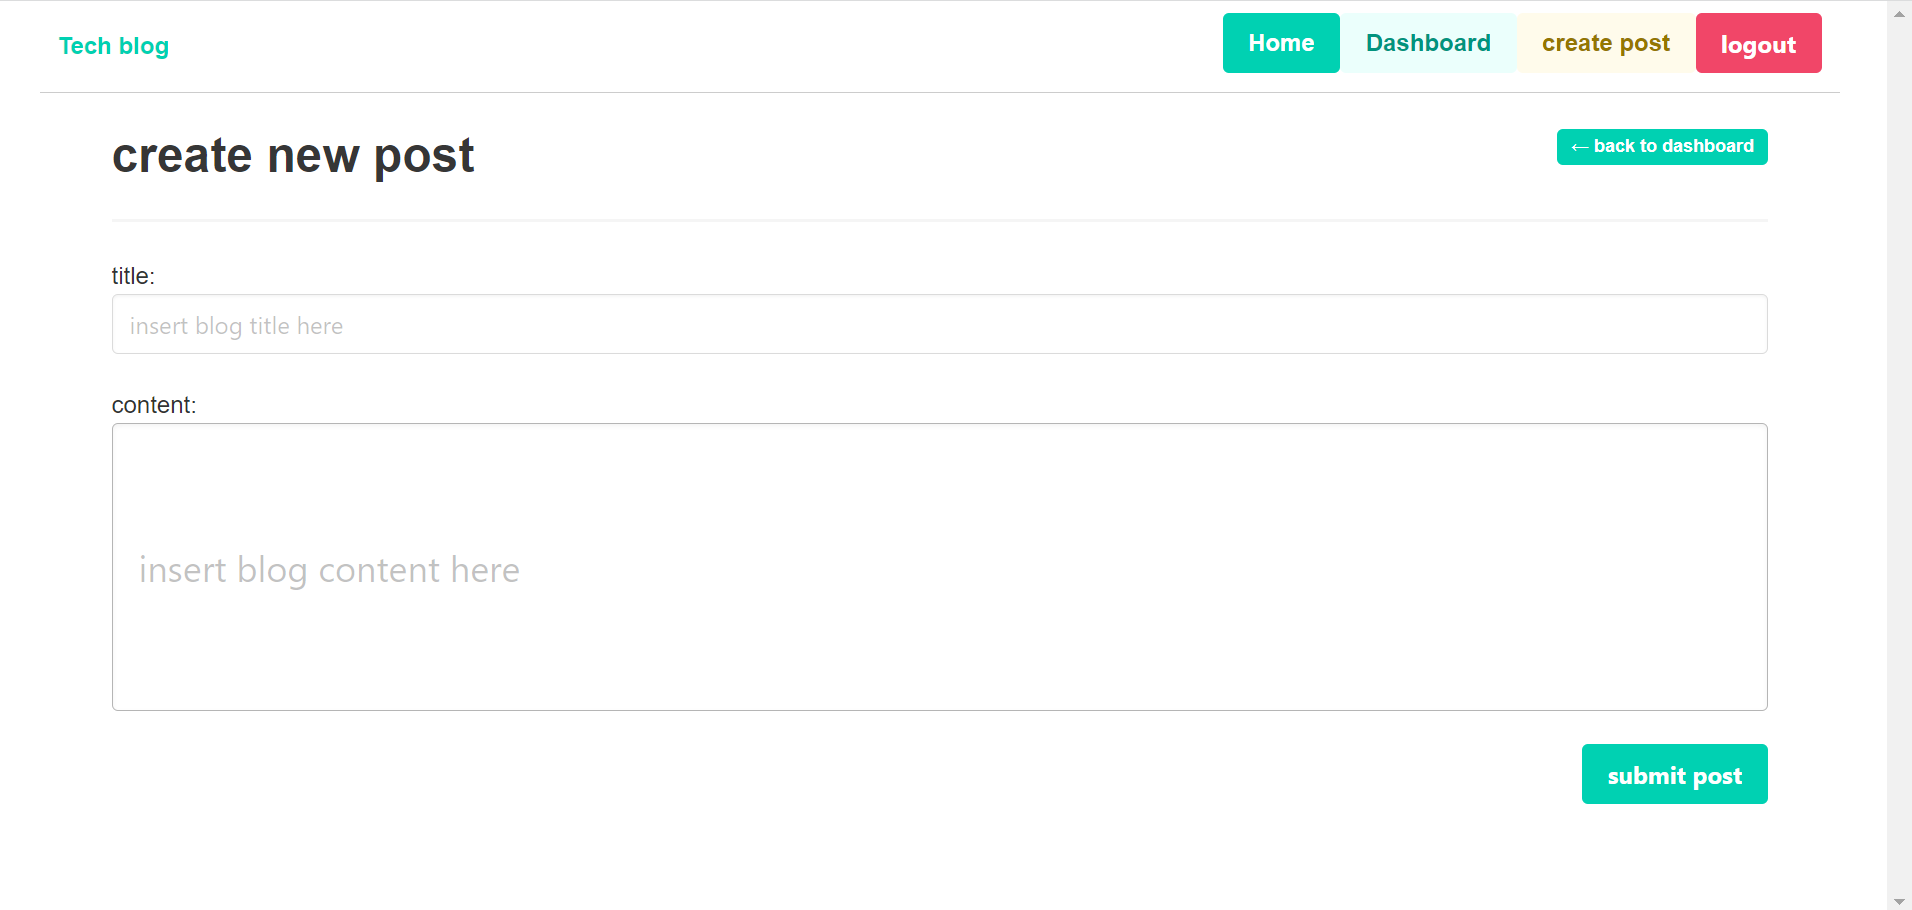 Tech blog
Home
Dashboard
create post
logout
create new post
← back to dashboard
title:
insert blog title here
content:
insert blog content here
submit post